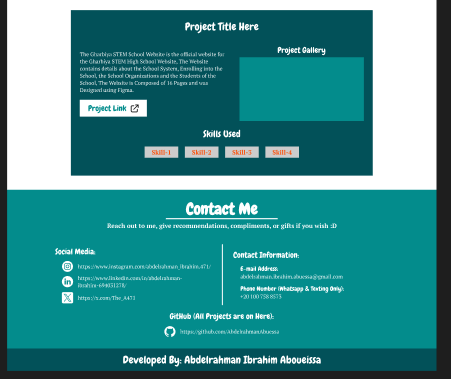 Project Title Here
The Gharbiya STEM School Website is the official website for
the Gharbiya STEM High School Website, The Website
contains details about the School System, Enrolling into the
School, the School Organizations and the Students of the
School, The Website is Composed of 16 Pages and was
Designed using Figma.
Project Link
Project Gallery
Skills Used
Skill-1 Skill-2 Skill-3 Skill-4
Contact Me
Reach out to me, give recommendations, compliments, or gifts if you wish :D
Social Media:
https://www.instagram.com/abdelrahman_ibrahim.471/
https://www.linkedin.com/in/abdelrahman-
ibrahim-694031278/
https://x.com/The_A471
Contact Information:
E-mail Address:
abdelrahman.ibrahim.aboueissa@gmail.com
Phone Number (Whatsapp & Texting Only):
+20 100 758 8573
GitHub (All Projects are on Here):
https://github.com/AbdelrahmanAbouessa
Developed By: Abdelrahman Ibrahim Aboueissa